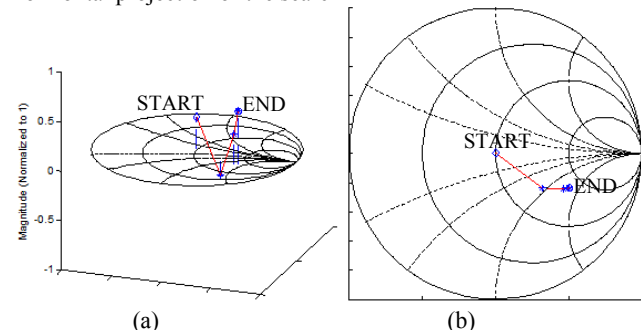 START
END
1
0.5
0
-0.5
-1
Magnitude (Normalized to 1)
START
END
(a)
(b)